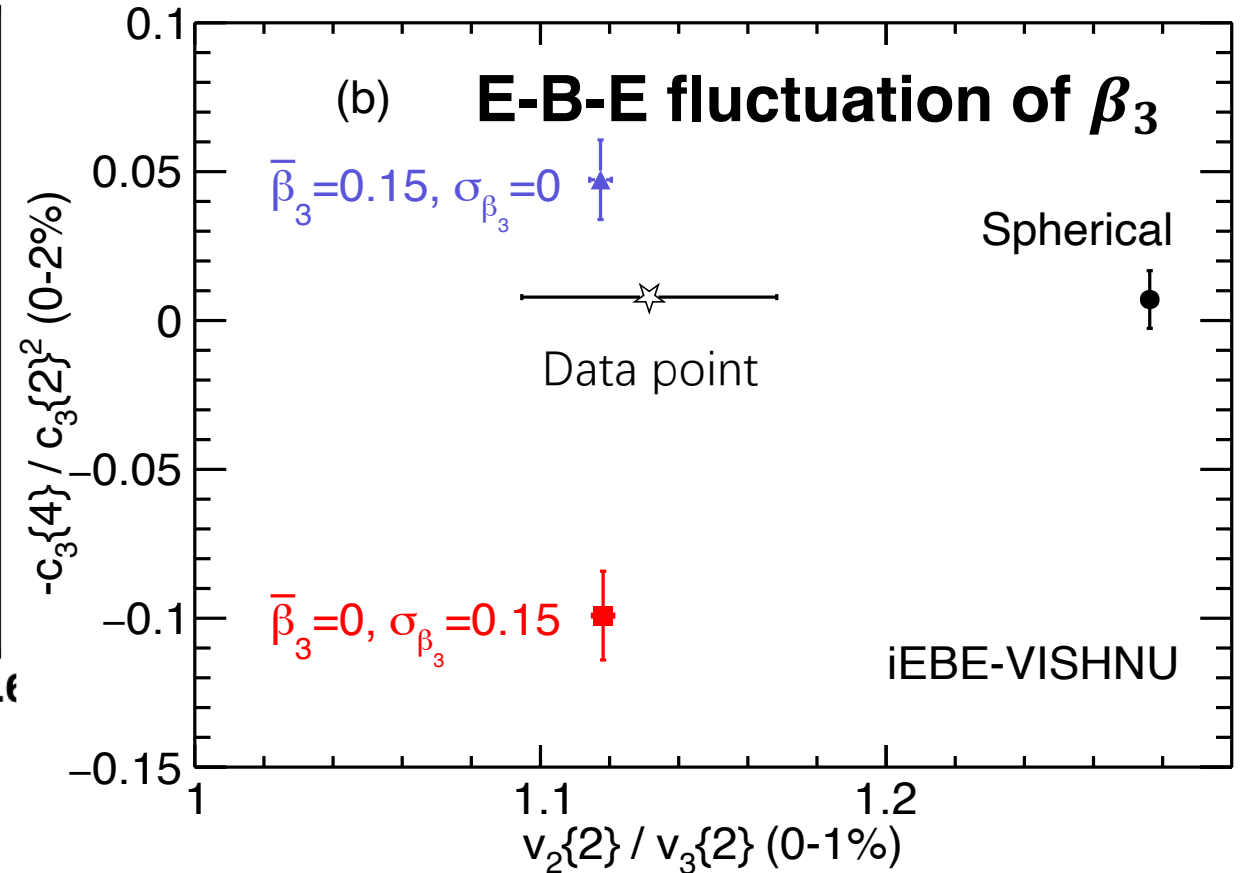 0.1
(b) E-B-E fluctuation of β₃
0.05
β̅₃=0.15, σ_β₃=0
Spherical
0
Data point
−0.05
-c₃{4} / c₃{2}² (0-2%)
−0.1
β̅₃=0, σ_β₃=0.15
iEBE-VISHNU
−0.15
1 1.1 1.2
v₂{2} / v₃{2} (0-1%)